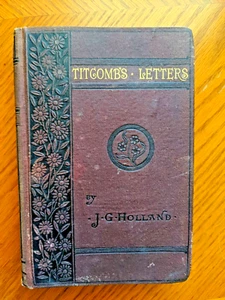 TITCOMB'S · LETTERS
BY
· J·G·HOLLAND ·